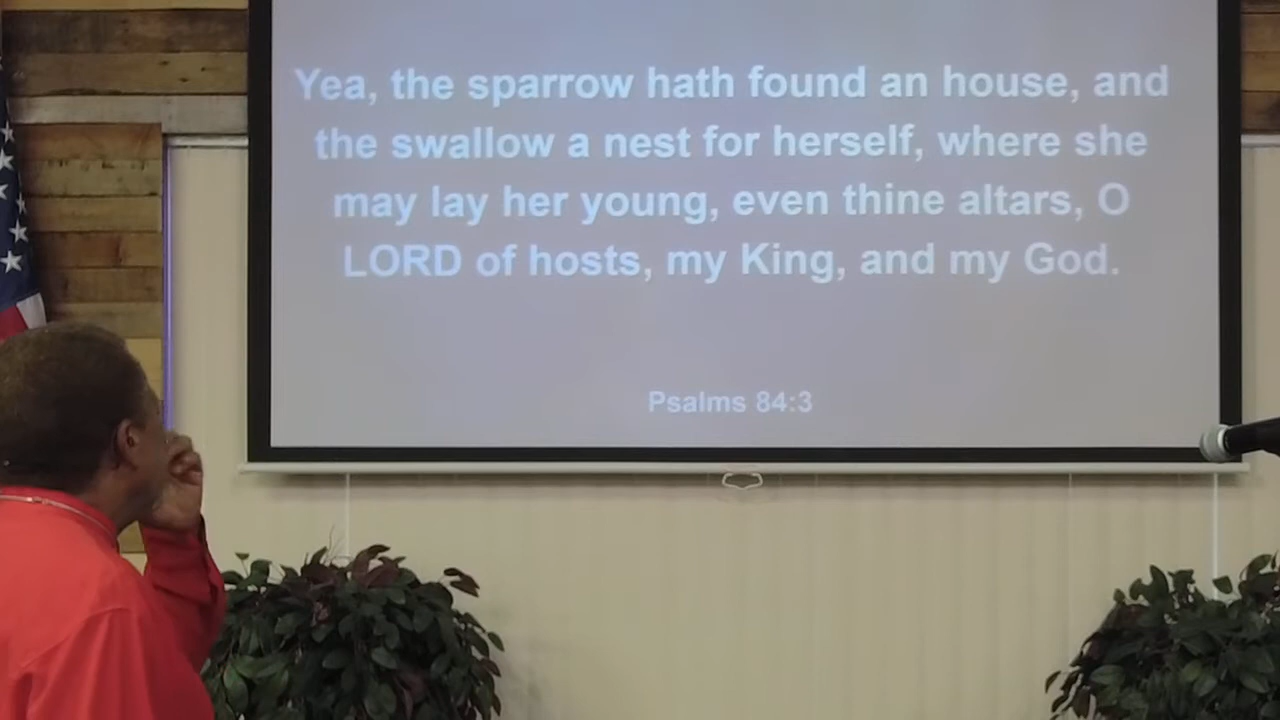 Yea, the sparrow hath found an house, and
the swallow a nest for herself, where she
may lay her young, even thine altars, O
LORD of hosts, my King, and my God.
Psalms 84:3